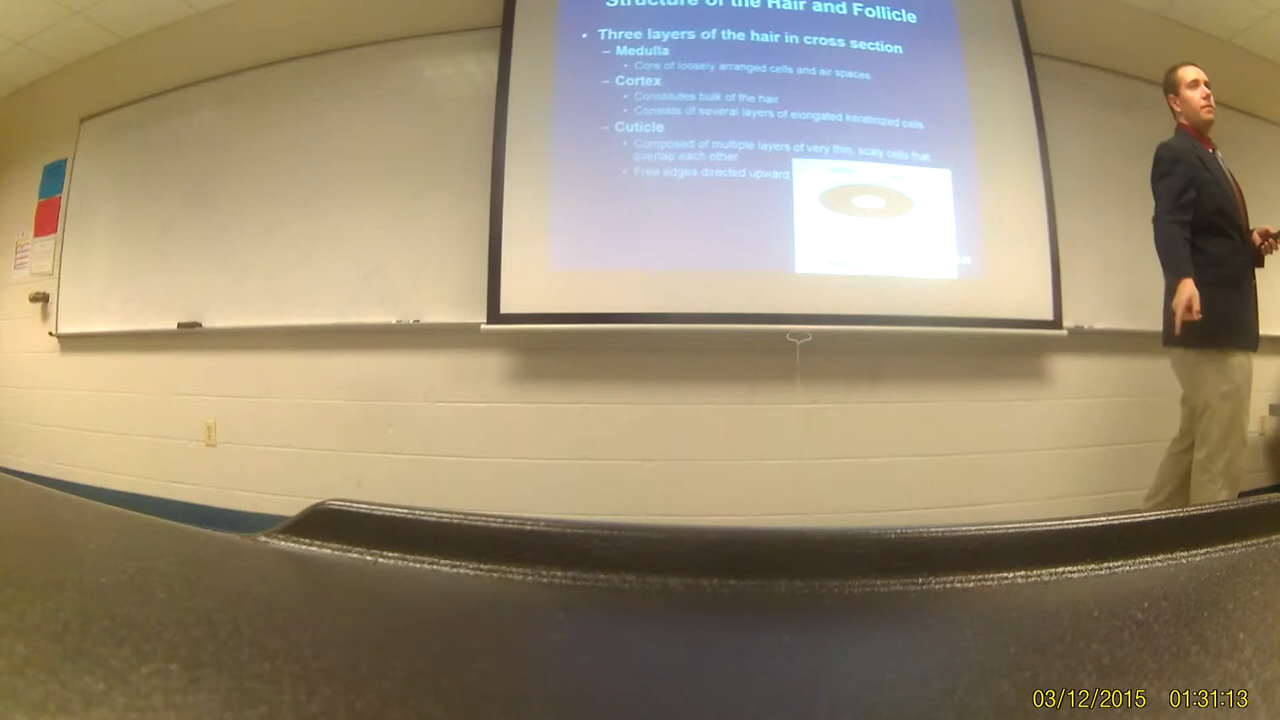 Structure of the Hair and Follicle
• Three layers of the hair in cross section
– Medulla
• Core of loosely arranged cells and air spaces
– Cortex
• Constitutes bulk of the hair
• Consists of several layers of elongated keratinized cells
– Cuticle
• Composed of multiple layers of very thin, scaly cells that
overlap each other
• Free edges directed upward
03/12/2015 01:31:13